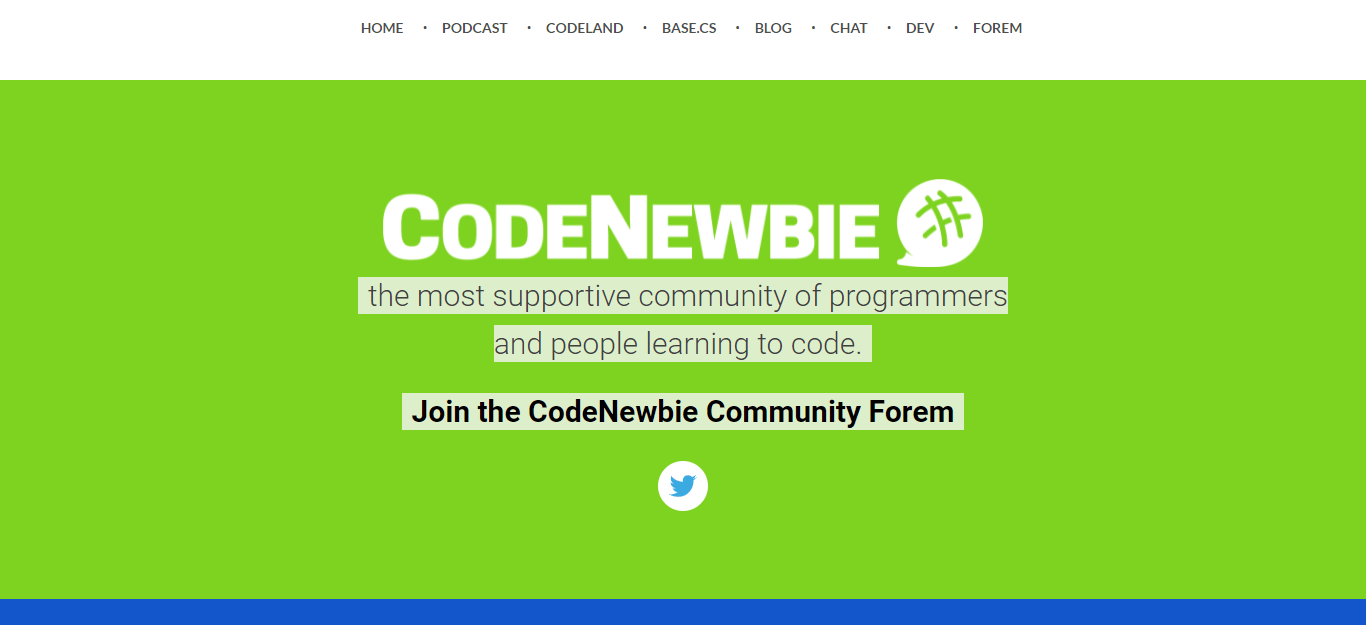 HOME • PODCAST • CODELAND • BASE.CS • BLOG • CHAT • DEV • FOREM
CODENEWBIE
the most supportive community of programmers
and people learning to code.
Join the CodeNewbie Community Forem